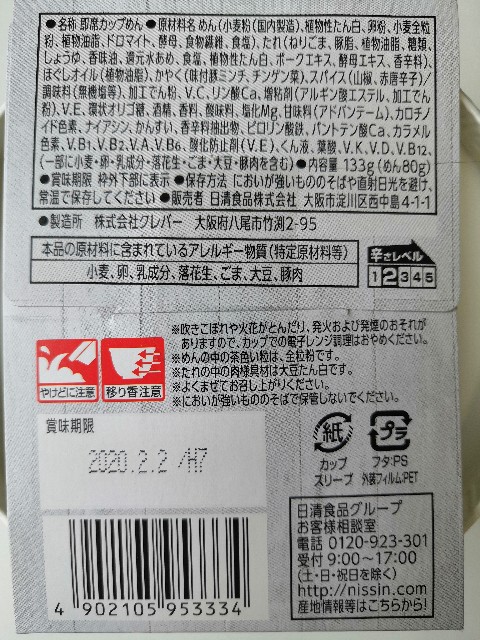 ●名称 即席カップめん●原材料名 めん(小麦粉(国内製造)、植物性たん白、卵粉、小麦全粒
粉、植物油脂、ドロマイト、酵母、食物繊維、食塩)、たれ(ねりごま、豚脂、植物油脂、糖類、
しょうゆ、香味油、還元水あめ、食塩、植物性たん白、ポークエキス、酵母エキス、香辛料)、
ほぐしオイル(植物油脂)、かやく(味付豚ミンチ、チンゲン菜)、スパイス(山椒、赤唐辛子)/
調味料(無機塩等)、加工でん粉、V.C、リン酸Ca、増粘剤(アルギン酸エステル、加工でん
粉)、V.E、環状オリゴ糖、酒精、香料、酸味料、塩化Mg、甘味料(アドバンテーム)、カロチノ
イド色素、ナイアシン、かんすい、香辛料抽出物、ピロリン酸鉄、パントテン酸Ca、カラメル
色素、V.B1、V.B2、V.A、V.B6、酸化防止剤(V.E)、くん液、葉酸、V.K、V.D、V.B12、
(一部に小麦・卵・乳成分・落花生・ごま・大豆・豚肉を含む)●内容量 133g(めん80g)
●賞味期限 枠外下部に表示 ●保存方法 においが強いもののそばや直射日光を避け、
常温で保存してください ●販売者 日清食品株式会社 大阪市淀川区西中島4-1-1
●製造所 株式会社クレバー 大阪府八尾市竹渕2-95
本品の原材料に含まれているアレルギー物質(特定原材料等)
小麦、卵、乳成分、落花生、ごま、大豆、豚肉
辛さレベル
1 2 3 4 5
※吹きこぼれや火花がとんだり、発火および発煙のおそれが
ありますので、カップでの電子レンジ調理はおやめください。
※めんの中の茶色い粒は、全粒粉です。
※たれの中の肉様具材は大豆たん白です。
※よくまぜてお召し上がりください。
※においが強いもののそばで保管しないでください。
やけどに注意
移り香注意
賞味期限
2020.2.2 /H7
紙
カップ
スリーブ
プラ
フタ:PS
外装フィルム:PET
日清食品グループ
お客様相談室
電話 0120-923-301
受付 9:00~17:00
(土・日・祝日を除く)
http://nissin.com
産地情報等はこちらから!
4 902105 953334